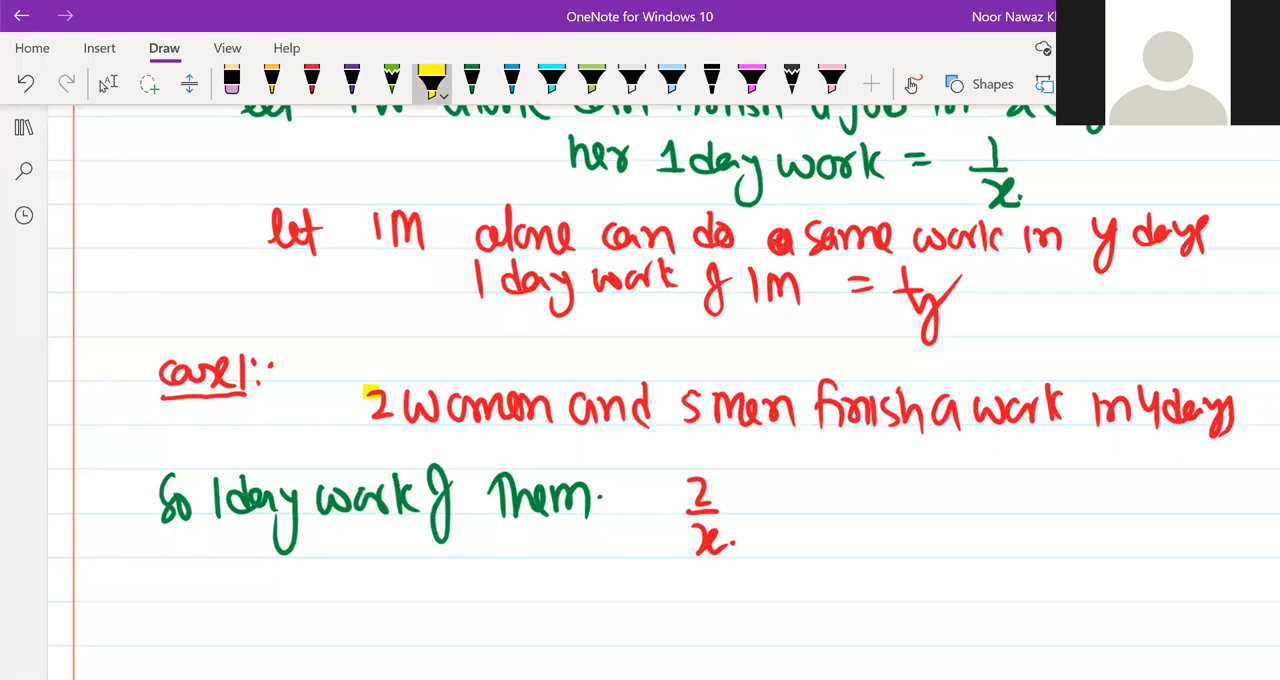 OneNote for Windows 10
Noor Nawaz
Home Insert Draw View Help
Shapes
her 1 day work = 1/x.
let 1M alone can do same work in y days
1 day work of 1M = 1/y
case1:
2 women and 5 men finish a work in 4 days
So 1 day work of them. 2/x.